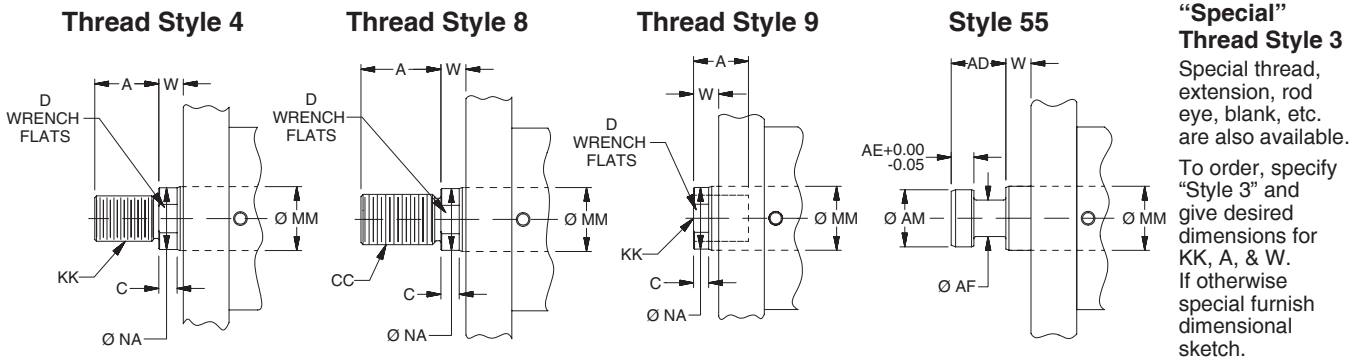 Thread Style 4
A
W
D
WRENCH
FLATS
Ø MM
KK
C
Ø NA
Thread Style 8
A
W
D
WRENCH
FLATS
Ø MM
CC
C
Ø NA
Thread Style 9
A
W
D
WRENCH
FLATS
Ø MM
KK
C
Ø NA
Style 55
AD
W
AE+0.00
-0.05
Ø AM
Ø MM
Ø AF
“Special”
Thread Style 3
Special thread,
extension, rod
eye, blank, etc.
are also available.
To order, specify
“Style 3” and
give desired
dimensions for
KK, A, & W.
If otherwise
special furnish
dimensional
sketch.